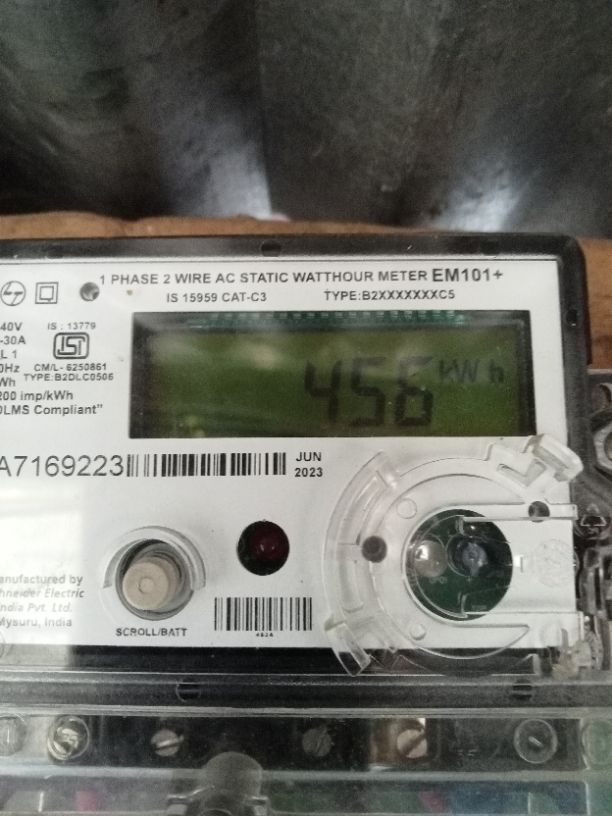 1 PHASE 2 WIRE AC STATIC WATTHOUR METER EM101+
IS 15959 CAT-C3 TYPE:B2XXXXXXXC5
40V IS : 13779
-30A
L 1
0Hz CM/L- 6250861
Wh TYPE:B2DLC0506
200 imp/kWh
DLMS Compliant"
456 kWh
A7169223 JUN
2023
anufactured by
hneider Electric
ndia Pvt. Ltd.
Mysuru, India
SCROLL/BATT